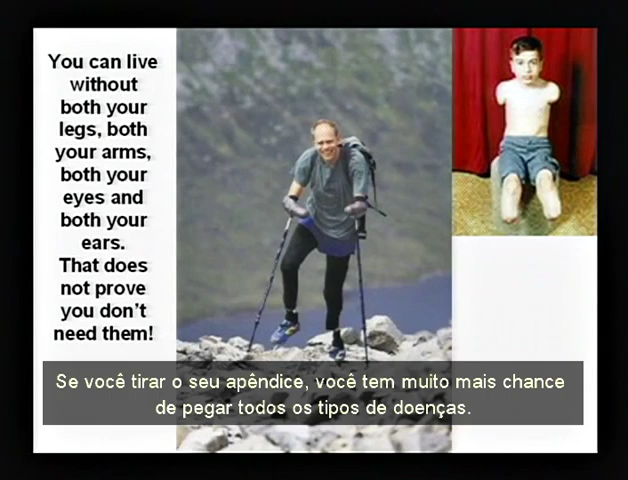 You can live
without
both your
legs, both
your arms,
both your
eyes and
both your
ears.
That does
not prove
you don't
need them!
Se você tirar o seu apêndice, você tem muito mais chance
de pegar todos os tipos de doenças.